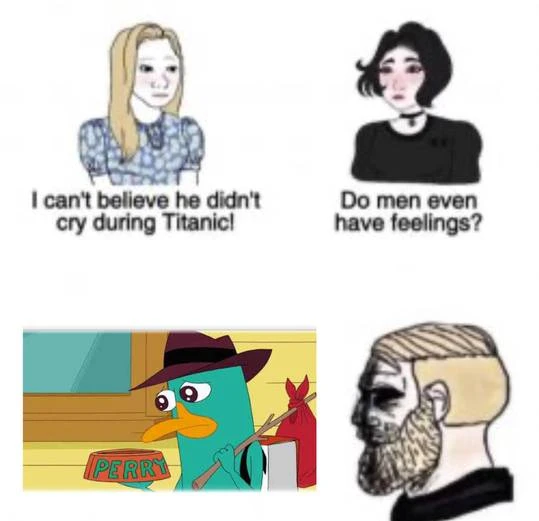 I can't believe he didn't
cry during Titanic!
Do men even
have feelings?
PERRY